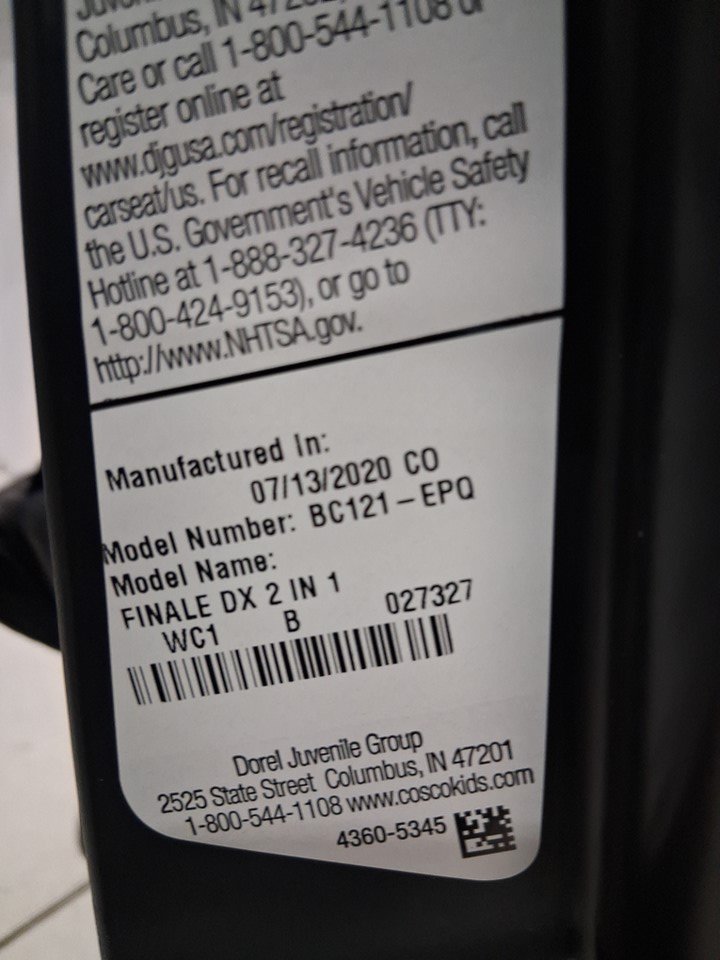 Columbus, IN
Care or call 1-800-544-1108 or
register online at
www.djgusa.com/registration/
carseat/us. For recall information, call
the U.S. Government's Vehicle Safety
Hotline at 1-888-327-4236 (TTY:
1-800-424-9153), or go to
http://www.NHTSA.gov.
Manufactured In:
07/13/2020 CO
Model Number: BC121-EPQ
Model Name:
FINALE DX 2 IN 1
WC1 B 027327
Dorel Juvenile Group
2525 State Street Columbus, IN 47201
1-800-544-1108 www.coscokids.com
4360-5345